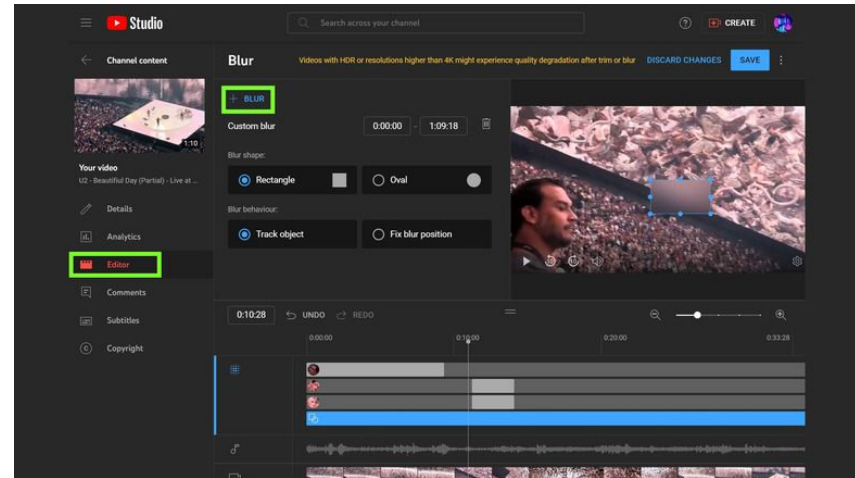 Studio
Search across your channel
CREATE
Channel content
Blur
Videos with HDR or resolutions higher than 4K might experience quality degradation after trim or blur
DISCARD CHANGES
SAVE
+ BLUR
Custom blur
0:00:00 - 1:09:18
1:10
Blur shape:
Your video
U2 - Beautiful Day (Partial) - Live at ...
Rectangle
Oval
Details
Blur behaviour:
Analytics
Track object
Fix blur position
Editor
Comments
0:10:28
UNDO
REDO
Subtitles
0:00:00
0:10:00
0:20:00
0:33:28
Copyright